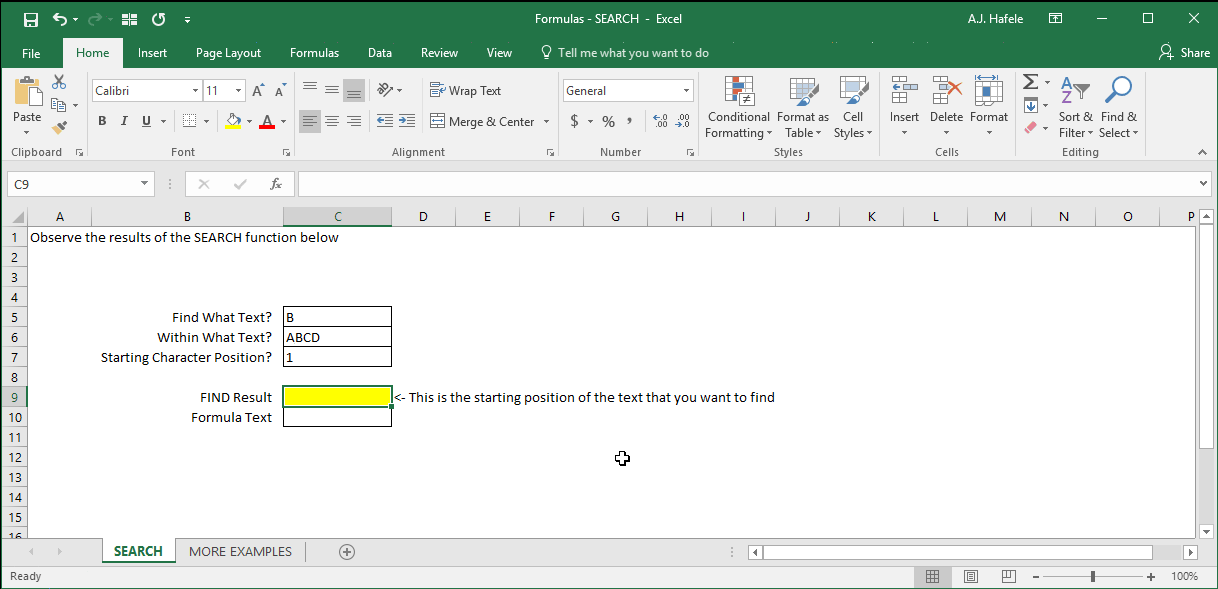 Formulas - SEARCH - Excel
A.J. Hafele
File Home Insert Page Layout Formulas Data Review View Tell me what you want to do Share
Calibri 11 Wrap Text General
Paste B I U Merge & Center $ % , Conditional Formatting Format as Table Cell Styles Insert Delete Format Sort & Filter Find & Select
Clipboard Font Alignment Number Styles Cells Editing
C9 fx
A B C D E F G H I J K L M N O P
1 Observe the results of the SEARCH function below
2
3
4
5 Find What Text? B
6 Within What Text? ABCD
7 Starting Character Position? 1
8
9 FIND Result <- This is the starting position of the text that you want to find
10 Formula Text
11
12
13
14
15
16
SEARCH MORE EXAMPLES
Ready 100%